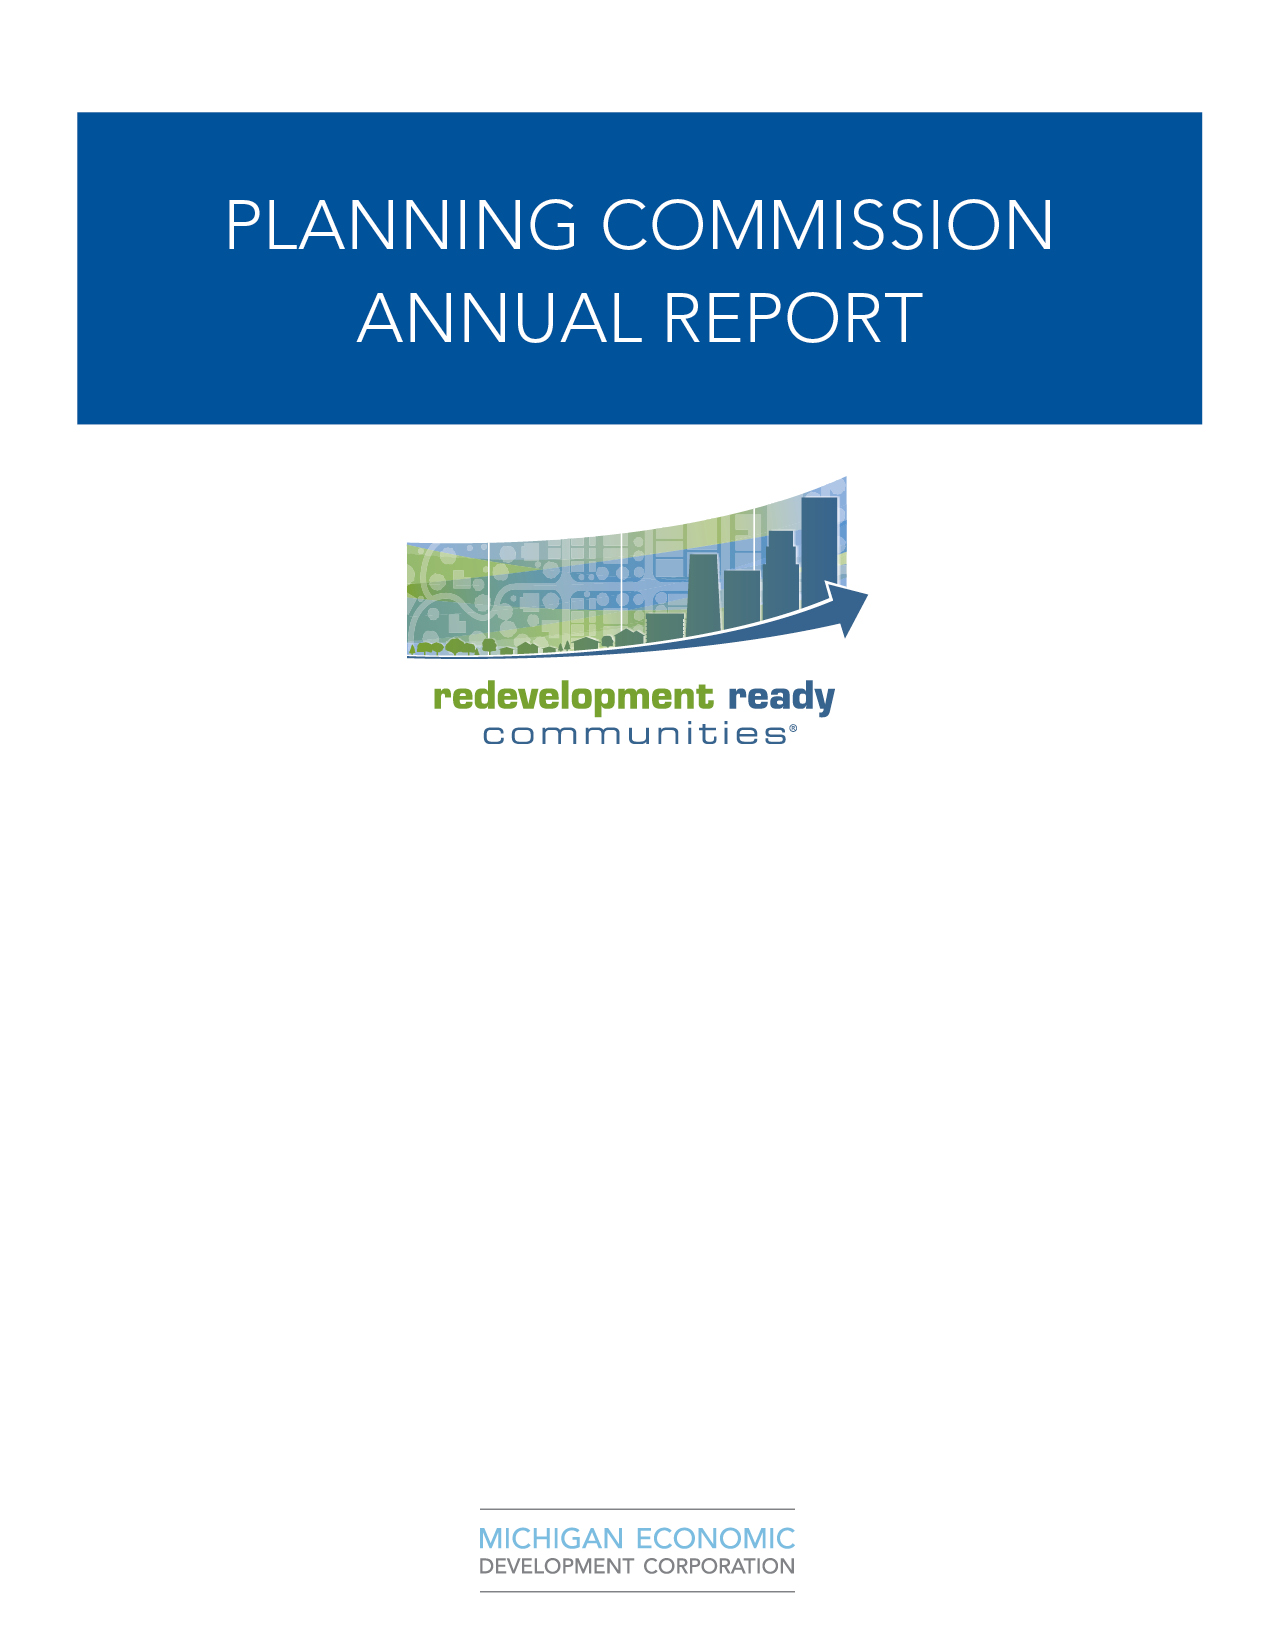 PLANNING COMMISSION
ANNUAL REPORT
redevelopment ready
communities®
MICHIGAN ECONOMIC
DEVELOPMENT CORPORATION